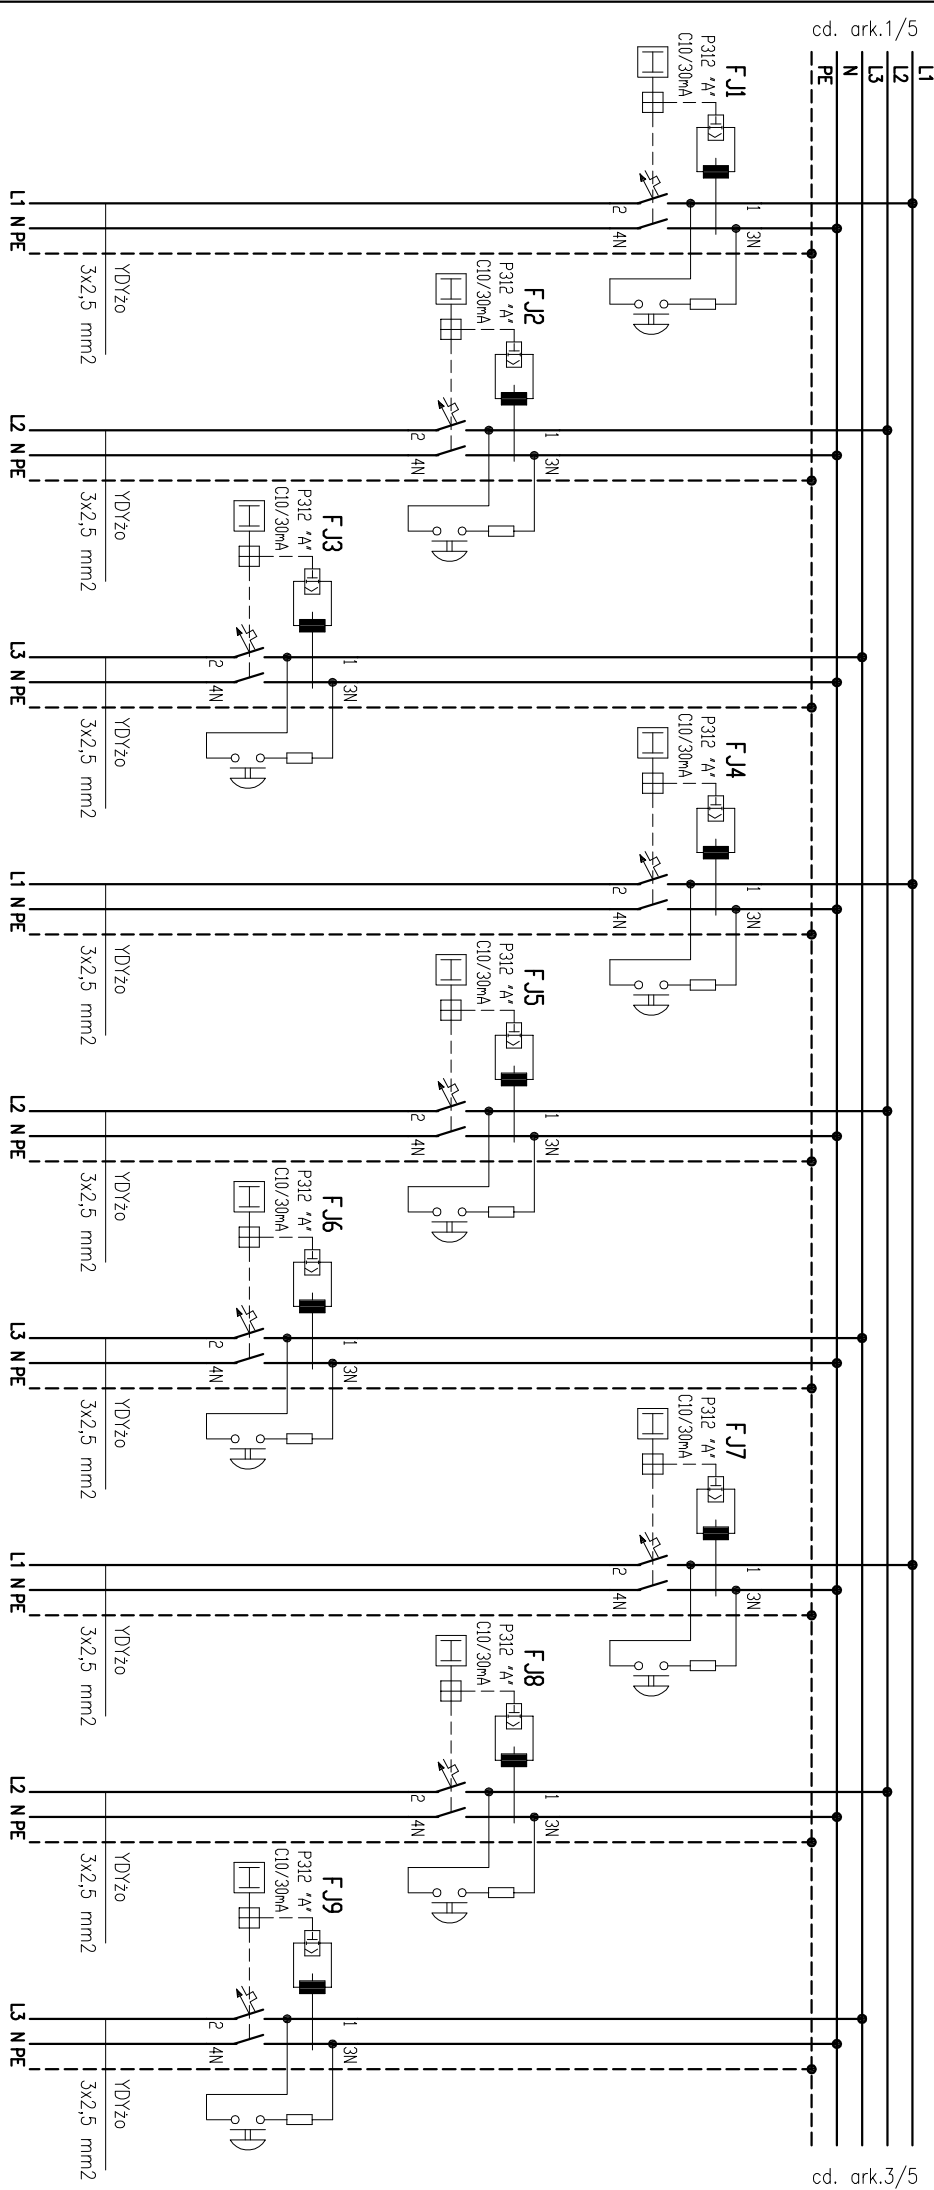 cd. ark.1/5
L1
L2
L3
N
PE
FJ1
P312 "A"
C10/30mA
1 3N
2 4N
YDYżo
3x2,5 mm2
L1 N PE
FJ2
P312 "A"
C10/30mA
1 3N
2 4N
YDYżo
3x2,5 mm2
L2 N PE
FJ3
P312 "A"
C10/30mA
1 3N
2 4N
YDYżo
3x2,5 mm2
L3 N PE
FJ4
P312 "A"
C10/30mA
1 3N
2 4N
YDYżo
3x2,5 mm2
L1 N PE
FJ5
P312 "A"
C10/30mA
1 3N
2 4N
YDYżo
3x2,5 mm2
L2 N PE
FJ6
P312 "A"
C10/30mA
1 3N
2 4N
YDYżo
3x2,5 mm2
L3 N PE
FJ7
P312 "A"
C10/30mA
1 3N
2 4N
YDYżo
3x2,5 mm2
L1 N PE
FJ8
P312 "A"
C10/30mA
1 3N
2 4N
YDYżo
3x2,5 mm2
L2 N PE
FJ9
P312 "A"
C10/30mA
1 3N
2 4N
YDYżo
3x2,5 mm2
L3 N PE
cd. ark.3/5